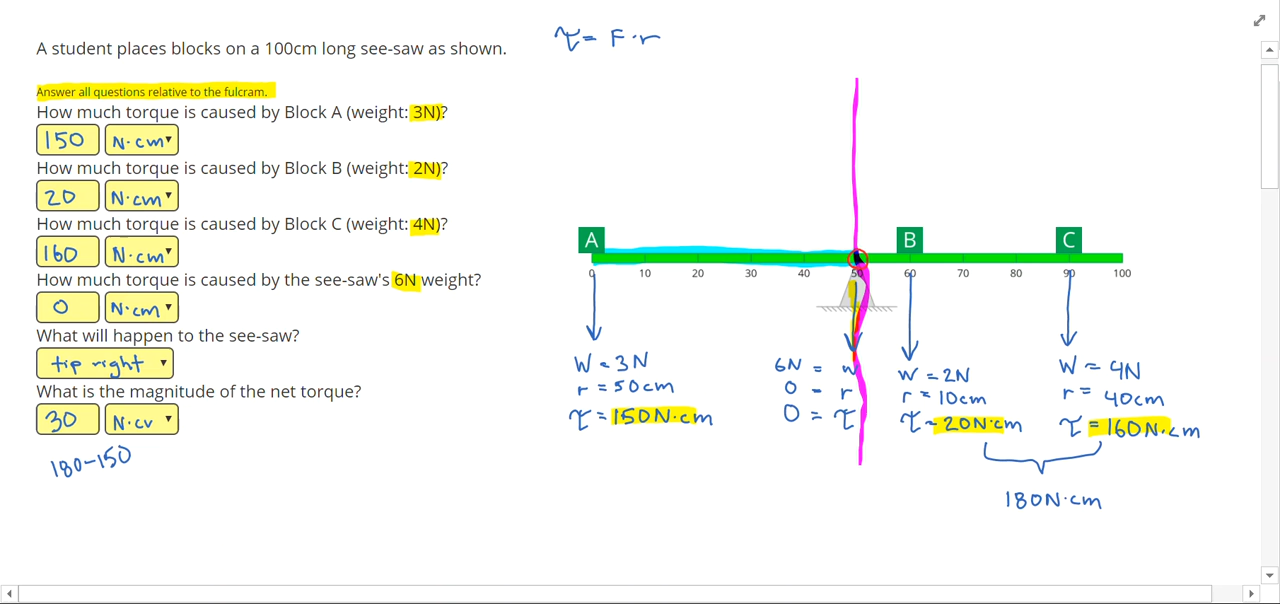 τ = F·r
A student places blocks on a 100cm long see-saw as shown.
Answer all questions relative to the fulcram.
How much torque is caused by Block A (weight: 3N)?
150 N·cm
How much torque is caused by Block B (weight: 2N)?
20 N·cm
How much torque is caused by Block C (weight: 4N)?
160 N·cm
How much torque is caused by the see-saw's 6N weight?
0 N·cm
What will happen to the see-saw?
tip right
What is the magnitude of the net torque?
30 N·cv
180-150
A B C
0 10 20 30 40 50 60 70 80 90 100
W = 3N
r = 50cm
τ = 150N·cm
6N = W
0 = r
0 = τ
W = 2N
r = 10cm
τ = 20N·cm
W = 4N
r = 40cm
τ = 160N·cm
180N·cm